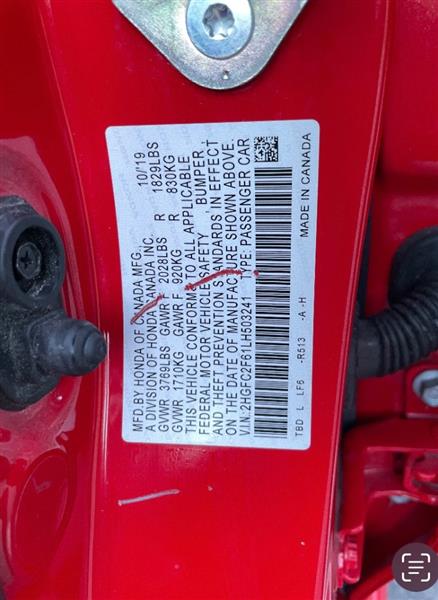 MFD.BY HONDA OF CANADA MFG. 10/'19
A DIVISION OF HONDA CANADA INC.
GVWR 3769LBS GAWR F 2028LBS R 1829LBS
GVWR 1710KG GAWR F 920KG R 830KG
THIS VEHICLE CONFORMS TO ALL APPLICABLE
FEDERAL MOTOR VEHICLE SAFETY BUMPER,
AND THEFT PREVENTION STANDARDS IN EFFECT
ON THE DATE OF MANUFACTURE SHOWN ABOVE.
V.I.N: 2HGFC2F61LH603241 TYPE: PASSENGER CAR
TBD L LF6 -R513 -A -H MADE IN CANADA